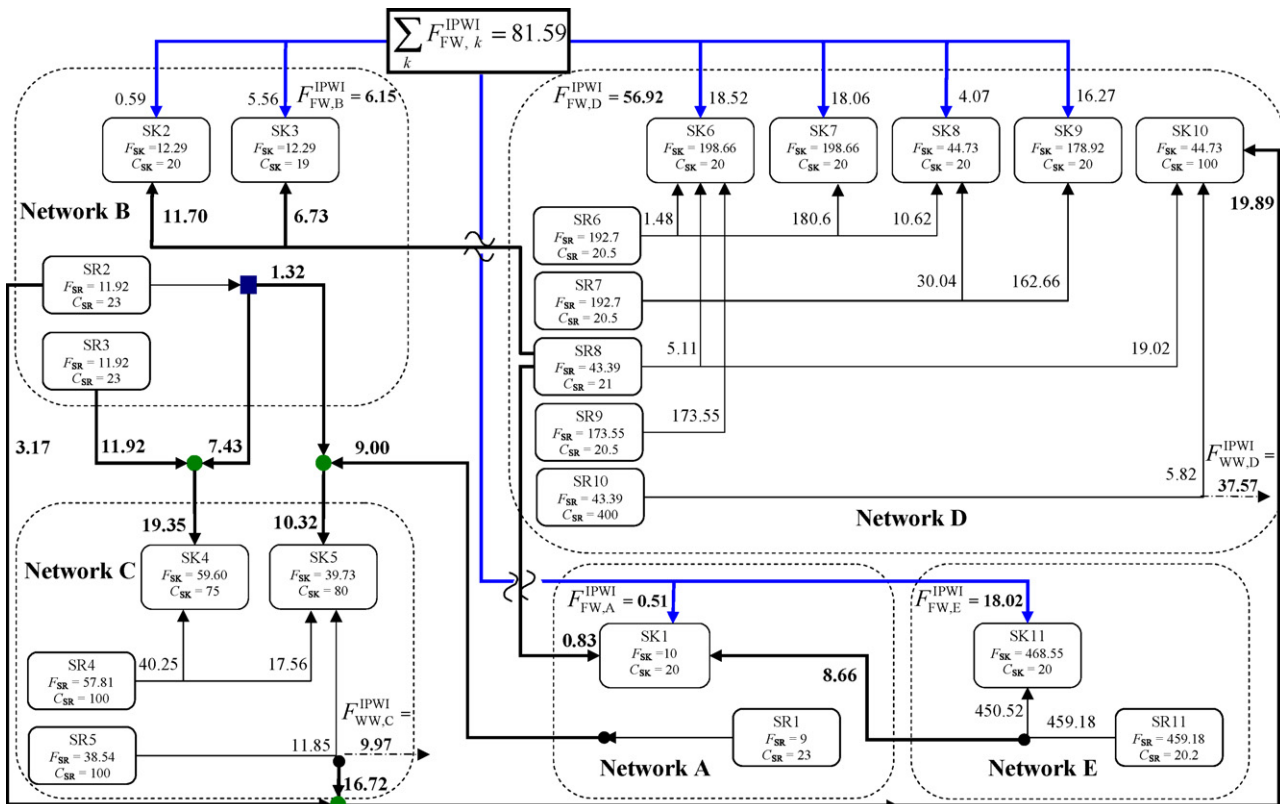 ∑_k F^IPWI_FW, k = 81.59
0.59
5.56
F^IPWI_FW,B = 6.15
SK2
F_SK =12.29
C_SK = 20
SK3
F_SK =12.29
C_SK = 19
Network B
11.70
6.73
SR2
F_SR = 11.92
C_SR = 23
1.32
SR3
F_SR = 11.92
C_SR = 23
3.17
11.92
7.43
9.00
F^IPWI_FW,D = 56.92
18.52
18.06
4.07
16.27
SK6
F_SK = 198.66
C_SK = 20
SK7
F_SK = 198.66
C_SK = 20
SK8
F_SK = 44.73
C_SK = 20
SK9
F_SK = 178.92
C_SK = 20
SK10
F_SK = 44.73
C_SK = 100
19.89
SR6
F_SR = 192.7
C_SR = 20.5
1.48
180.6
10.62
SR7
F_SR = 192.7
C_SR = 20.5
30.04
162.66
SR8
F_SR = 43.39
C_SR = 21
5.11
19.02
SR9
F_SR = 173.55
C_SR = 20.5
173.55
SR10
F_SR = 43.39
C_SR = 400
5.82
F^IPWI_WW,D =
37.57
Network D
19.35
10.32
Network C
SK4
F_SK = 59.60
C_SK = 75
SK5
F_SK = 39.73
C_SK = 80
SR4
F_SR = 57.81
C_SR = 100
40.25
17.56
SR5
F_SR = 38.54
C_SR = 100
11.85
F^IPWI_WW,C =
9.97
16.72
F^IPWI_FW,A = 0.51
0.83
SK1
F_SK =10
C_SK = 20
8.66
SR1
F_SR = 9
C_SR = 23
Network A
F^IPWI_FW,E = 18.02
SK11
F_SK = 468.55
C_SK = 20
450.52
459.18
SR11
F_SR = 459.18
C_SR = 20.2
Network E